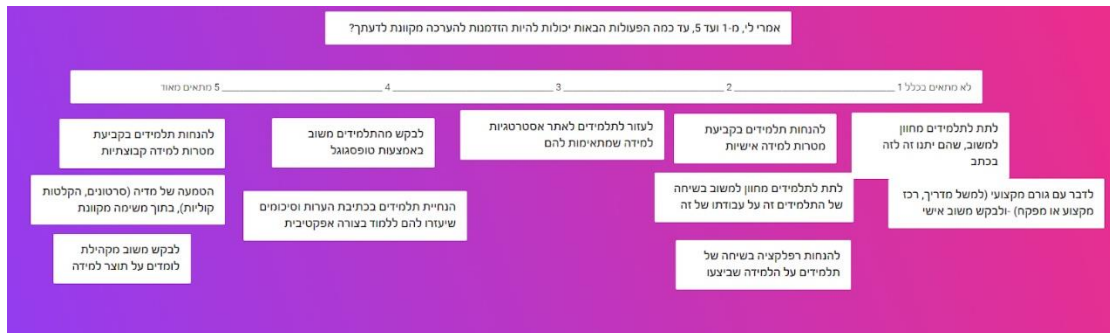 אמרי לי, מ-1 ועד 5, עד כמה הפעולות הבאות יכולות להיות הזדמנות להערכה מקוונת לדעתך?
לא מתאים בכלל 1 ____________ 2 ____________ 3 ____________ 4 ____________ 5 מתאים מאוד
לתת לתלמידים מחוון
למשוב, שהם יתנו זה לזה
בכתב
להנחות תלמידים בקביעת
מטרות למידה אישיות
לעזור לתלמידים לאתר אסטרטגיות
למידה שמתאימות להם
לבקש מהתלמידים משוב
באמצעות טופסגוגל
להנחות תלמידים בקביעת
מטרות למידה קבוצתיות
לדבר עם גורם מקצועי (למשל מדריך, רכז
מקצוע או מפקח) -ולבקש משוב אישי
לתת לתלמידים מחוון למשוב בשיחה
של התלמידים זה על עבודתו של זה
הנחיית תלמידים בכתיבת הערות וסיכומים
שיעזרו להם ללמוד בצורה אפקטיבית
הטמעה של מדיה (סרטונים, הקלטות
קוליות), בתוך משימה מקוונת
להנחות רפלקציה בשיחה של
תלמידים על הלמידה שביצעו
לבקש משוב מקהילת
לומדים על תוצר למידה